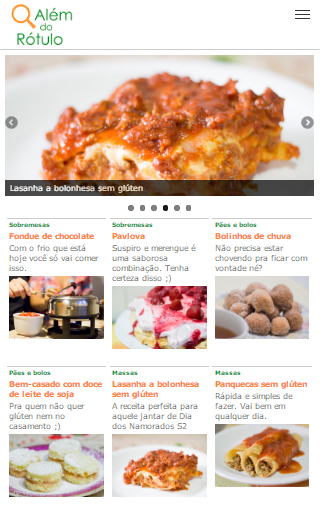 Além
do
Rótulo
Lasanha a bolonhesa sem glúten
Sobremesas
Fondue de chocolate
Com o frio que está
hoje você só vai comer
isso.
Sobremesas
Pavlova
Suspiro e merengue é
uma saborosa
combinação. Tenha
certeza disso ;)
Pães e bolos
Bolinhos de chuva
Não precisa estar
chovendo pra ficar com
vontade né?
Pães e bolos
Bem-casado com doce
de leite de soja
Pra quem não quer
glúten nem no
casamento ;)
Massas
Lasanha a bolonhesa
sem glúten
A receita perfeita para
aquele jantar de Dia
dos Namorados S2
Massas
Panquecas sem glúten
Rápida e simples de
fazer. Vai bem em
qualquer dia.